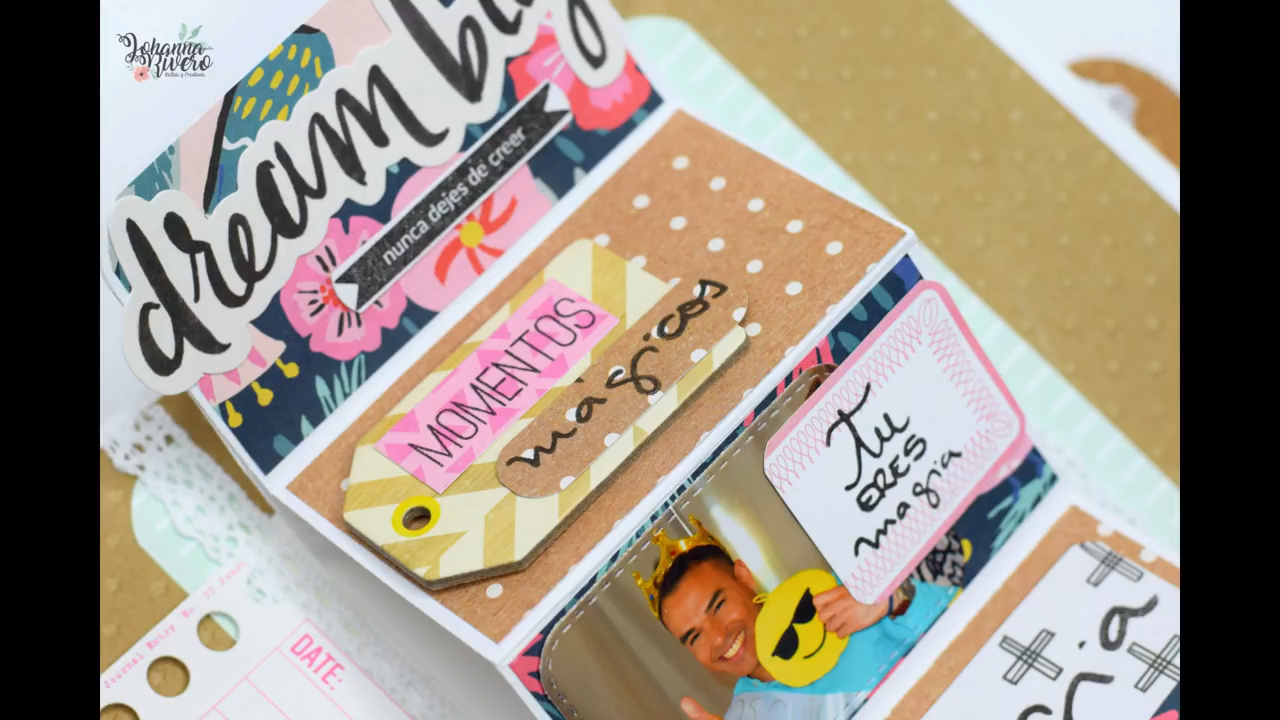 Johanna
Rivero
dream big
nunca dejes de creer
MOMENTOS
mágicos
Tu
ERES
magia
DATE: